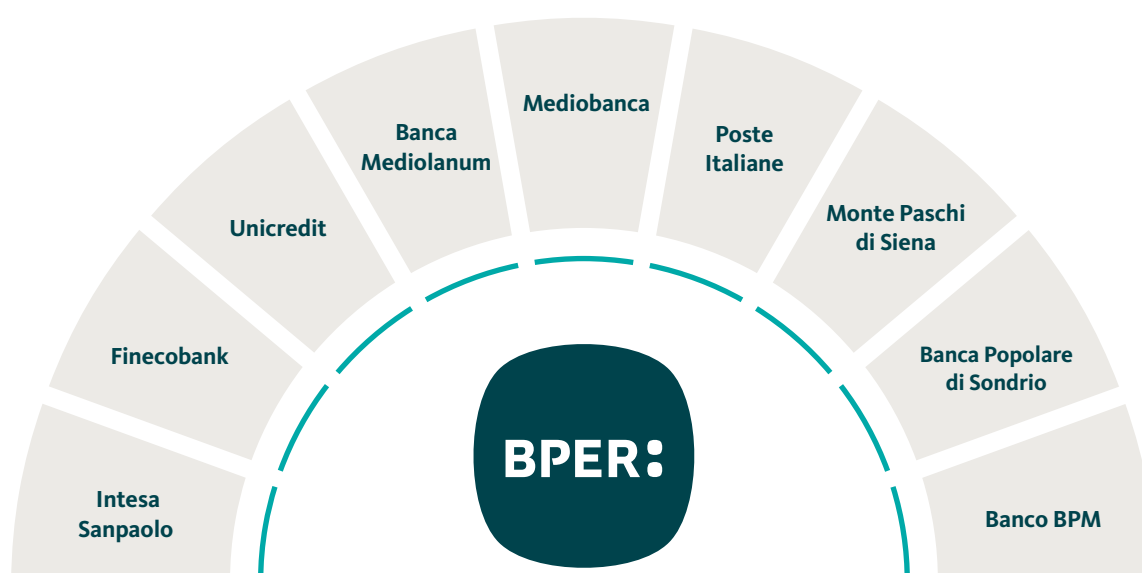 Intesa
Sanpaolo
Finecobank
Unicredit
Banca
Mediolanum
Mediobanca
Poste
Italiane
Monte Paschi
di Siena
Banca Popolare
di Sondrio
Banco BPM
BPER: